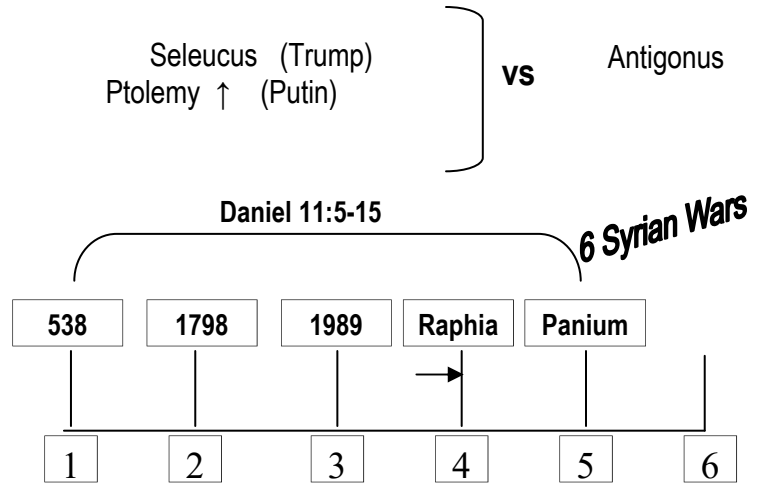 Seleucus (Trump)
Ptolemy ↑ (Putin)
vs
Antigonus
Daniel 11:5-15
6 Syrian Wars
538 1798 1989 Raphia Panium
1 2 3 4 5 6